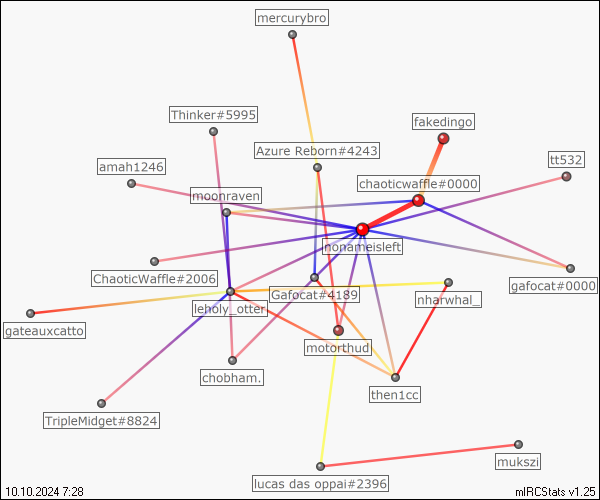 mercurybro
Thinker#5995
fakedingo
Azure Reborn#4243
tt532
amah1246
chaoticwaffle#0000
moonraven
nonameisleft
ChaoticWaffle#2006
gafocat#0000
Gafocat#4189
nharwhal_
leholy_otter
gateauxcatto
motorthud
chobham.
then1cc
TripleMidget#8824
mukszi
lucas das oppai#2396
10.10.2024 7:28
mIRCStats v1.25